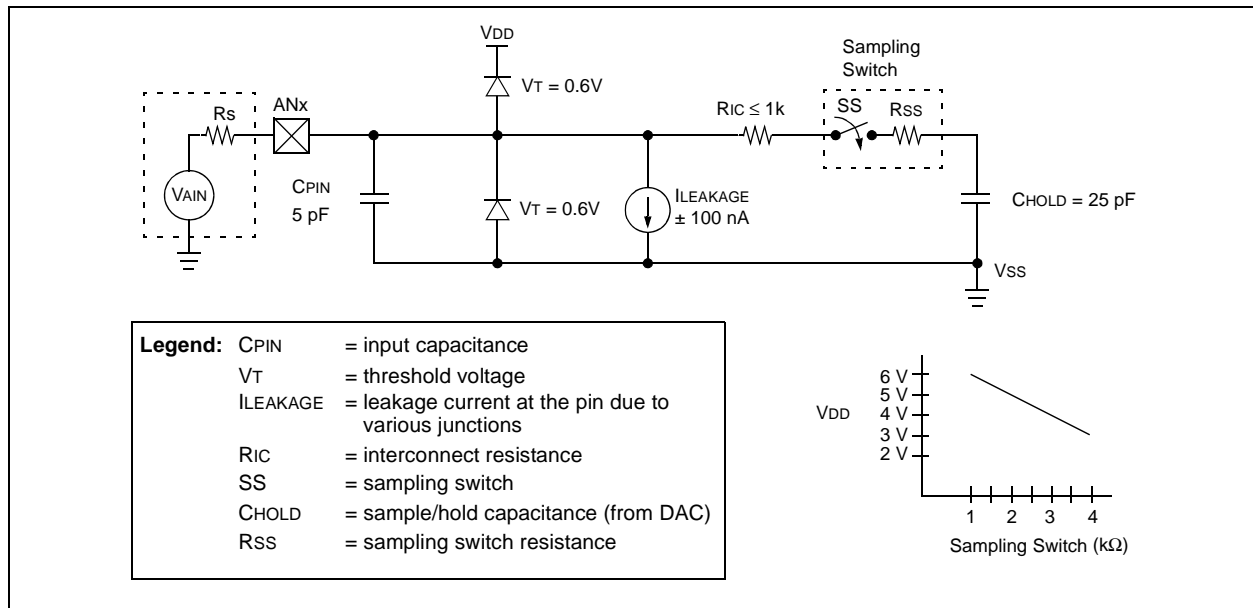 VDD
Sampling
Switch
VT = 0.6V
Rs
ANx
RIC ≤ 1k
SS
RSS
VAIN
CPIN
5 pF
VT = 0.6V
ILEAKAGE
± 100 nA
CHOLD = 25 pF
VSS
Legend: CPIN = input capacitance
VT = threshold voltage
ILEAKAGE = leakage current at the pin due to
various junctions
RIC = interconnect resistance
SS = sampling switch
CHOLD = sample/hold capacitance (from DAC)
RSS = sampling switch resistance
VDD
6 V
5 V
4 V
3 V
2 V
1 2 3 4
Sampling Switch (kΩ)